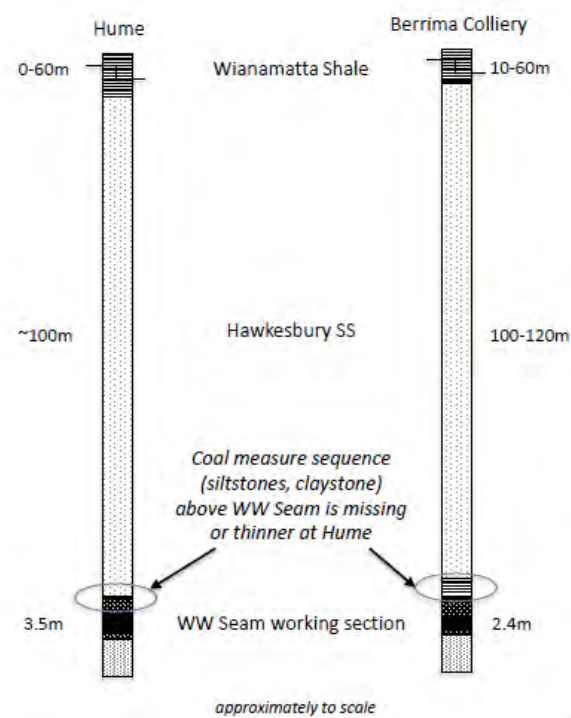 Hume
Berrima Colliery
0-60m
Wianamatta Shale
10-60m
~100m
Hawkesbury SS
100-120m
Coal measure sequence
(siltstones, claystone)
above WW Seam is missing
or thinner at Hume
3.5m
WW Seam working section
2.4m
approximately to scale